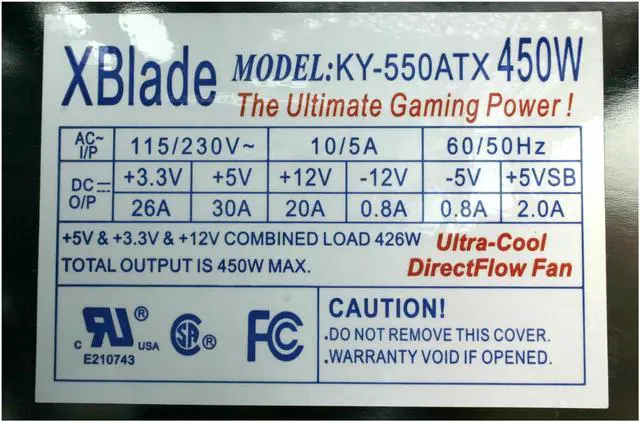 XBlade MODEL:KY-550ATX 450W
The Ultimate Gaming Power !
AC~ I/P 115/230V~ 10/5A 60/50Hz
DC⎓ O/P +3.3V +5V +12V -12V -5V +5VSB
26A 30A 20A 0.8A 0.8A 2.0A
+5V & +3.3V & +12V COMBINED LOAD 426W
TOTAL OUTPUT IS 450W MAX.
Ultra-Cool
DirectFlow Fan
c RU ® USA
E210743
SA ®
FC
CAUTION!
.DO NOT REMOVE THIS COVER.
.WARRANTY VOID IF OPENED.